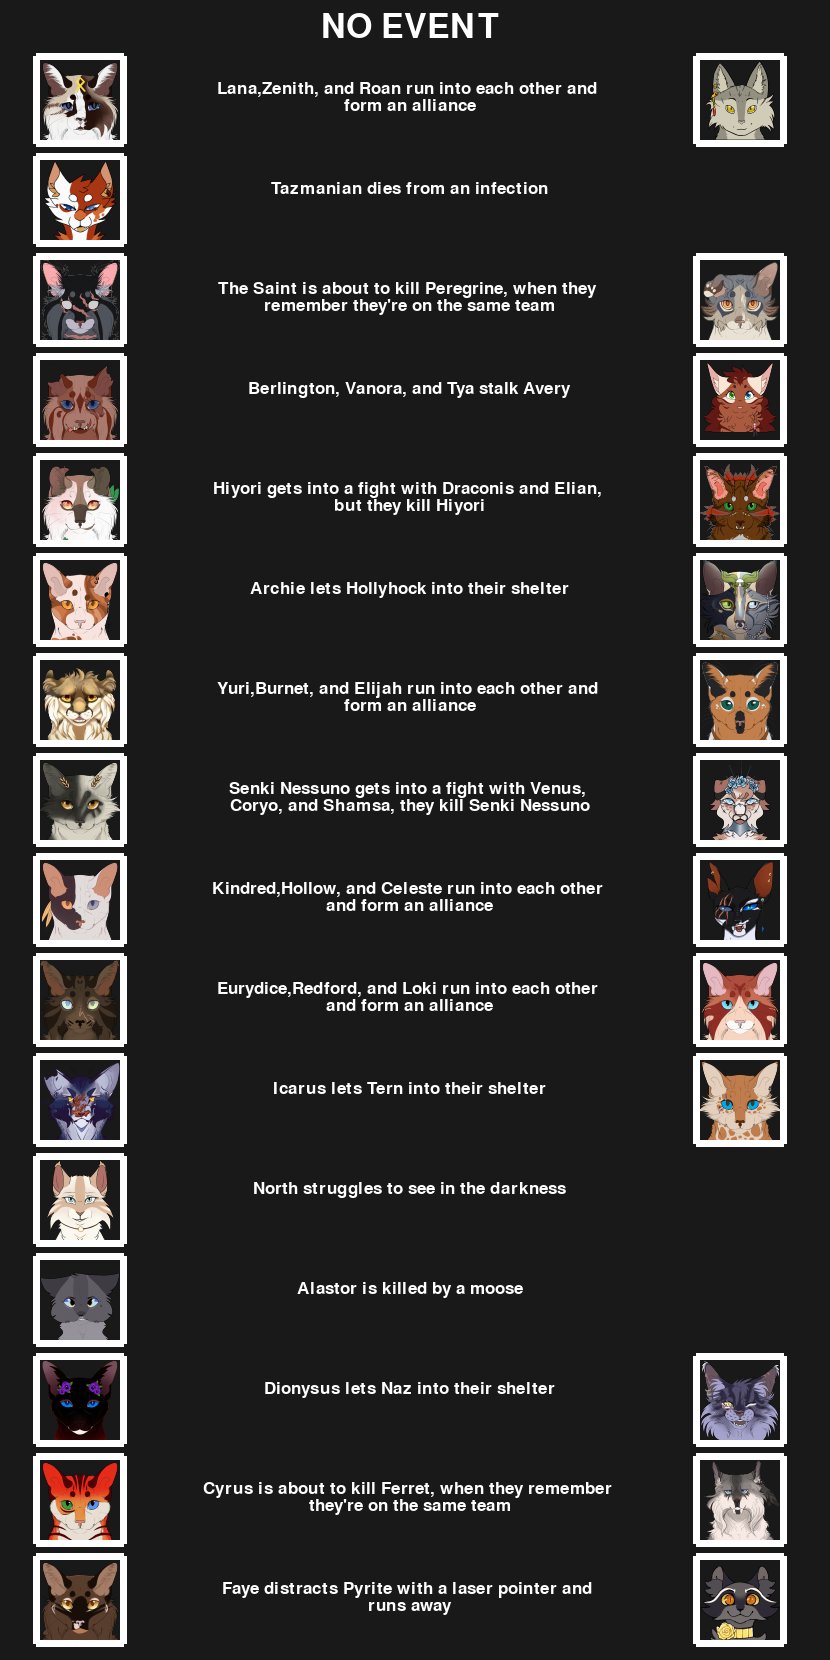 NO EVENT
Lana,Zenith, and Roan run into each other and
form an alliance
Tazmanian dies from an infection
The Saint is about to kill Peregrine, when they
remember they're on the same team
Berlington, Vanora, and Tya stalk Avery
Hiyori gets into a fight with Draconis and Elian,
but they kill Hiyori
Archie lets Hollyhock into their shelter
Yuri,Burnet, and Elijah run into each other and
form an alliance
Senki Nessuno gets into a fight with Venus,
Coryo, and Shamsa, they kill Senki Nessuno
Kindred,Hollow, and Celeste run into each other
and form an alliance
Eurydice,Redford, and Loki run into each other
and form an alliance
Icarus lets Tern into their shelter
North struggles to see in the darkness
Alastor is killed by a moose
Dionysus lets Naz into their shelter
Cyrus is about to kill Ferret, when they remember
they're on the same team
Faye distracts Pyrite with a laser pointer and
runs away